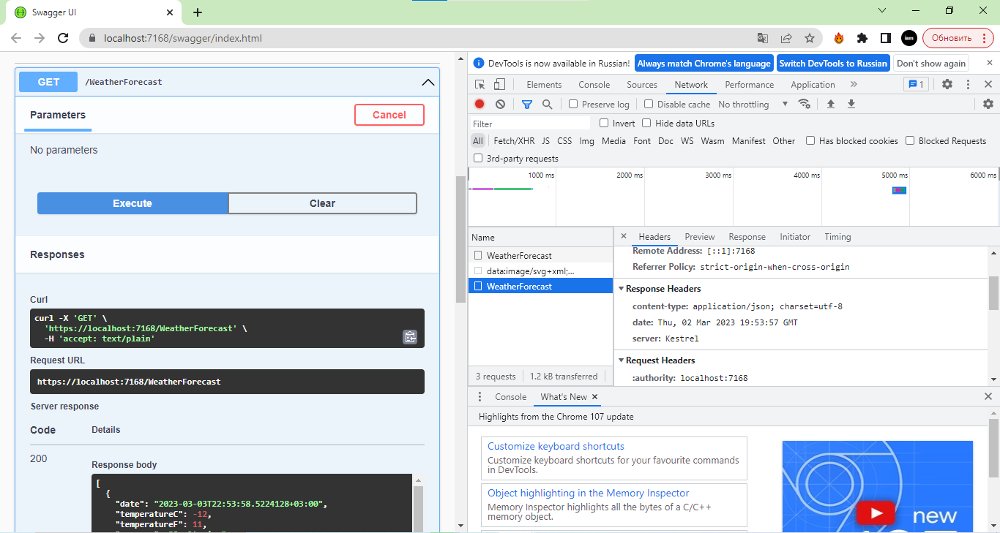 Swagger UI
localhost:7168/swagger/index.html
Обновить
GET
/WeatherForecast
Parameters
Cancel
No parameters
Execute
Clear
Responses
Curl
curl -X 'GET' \
'https://localhost:7168/WeatherForecast' \
-H 'accept: text/plain'
Request URL
https://localhost:7168/WeatherForecast
Server response
Code
Details
200
Response body
[
{
"date": "2023-03-03T22:53:58.5224128+03:00",
"temperatureC": -12,
"temperatureF": 11,
DevTools is now available in Russian!
Always match Chrome's language
Switch DevTools to Russian
Don't show again
Elements
Console
Sources
Network
Performance
Application
1
Preserve log
Disable cache
No throttling
Filter
Invert
Hide data URLs
All
Fetch/XHR
JS
CSS
Img
Media
Font
Doc
WS
Wasm
Manifest
Other
Has blocked cookies
Blocked Requests
3rd-party requests
1000 ms
2000 ms
3000 ms
4000 ms
5000 ms
6000 ms
Name
WeatherForecast
data:image/svg+xml;...
WeatherForecast
3 requests
1.2 kB transferred
Headers
Preview
Response
Initiator
Timing
Remote Address: [::1]:7168
Referrer Policy: strict-origin-when-cross-origin
Response Headers
content-type: application/json; charset=utf-8
date: Thu, 02 Mar 2023 19:53:57 GMT
server: Kestrel
Request Headers
:authority: localhost:7168
Console
What's New
Highlights from the Chrome 107 update
Customize keyboard shortcuts
Customize keyboard shortcuts for your favourite commands
in DevTools.
Object highlighting in the Memory Inspector
Memory Inspector highlights all the bytes of a C/C++
memory object.
new